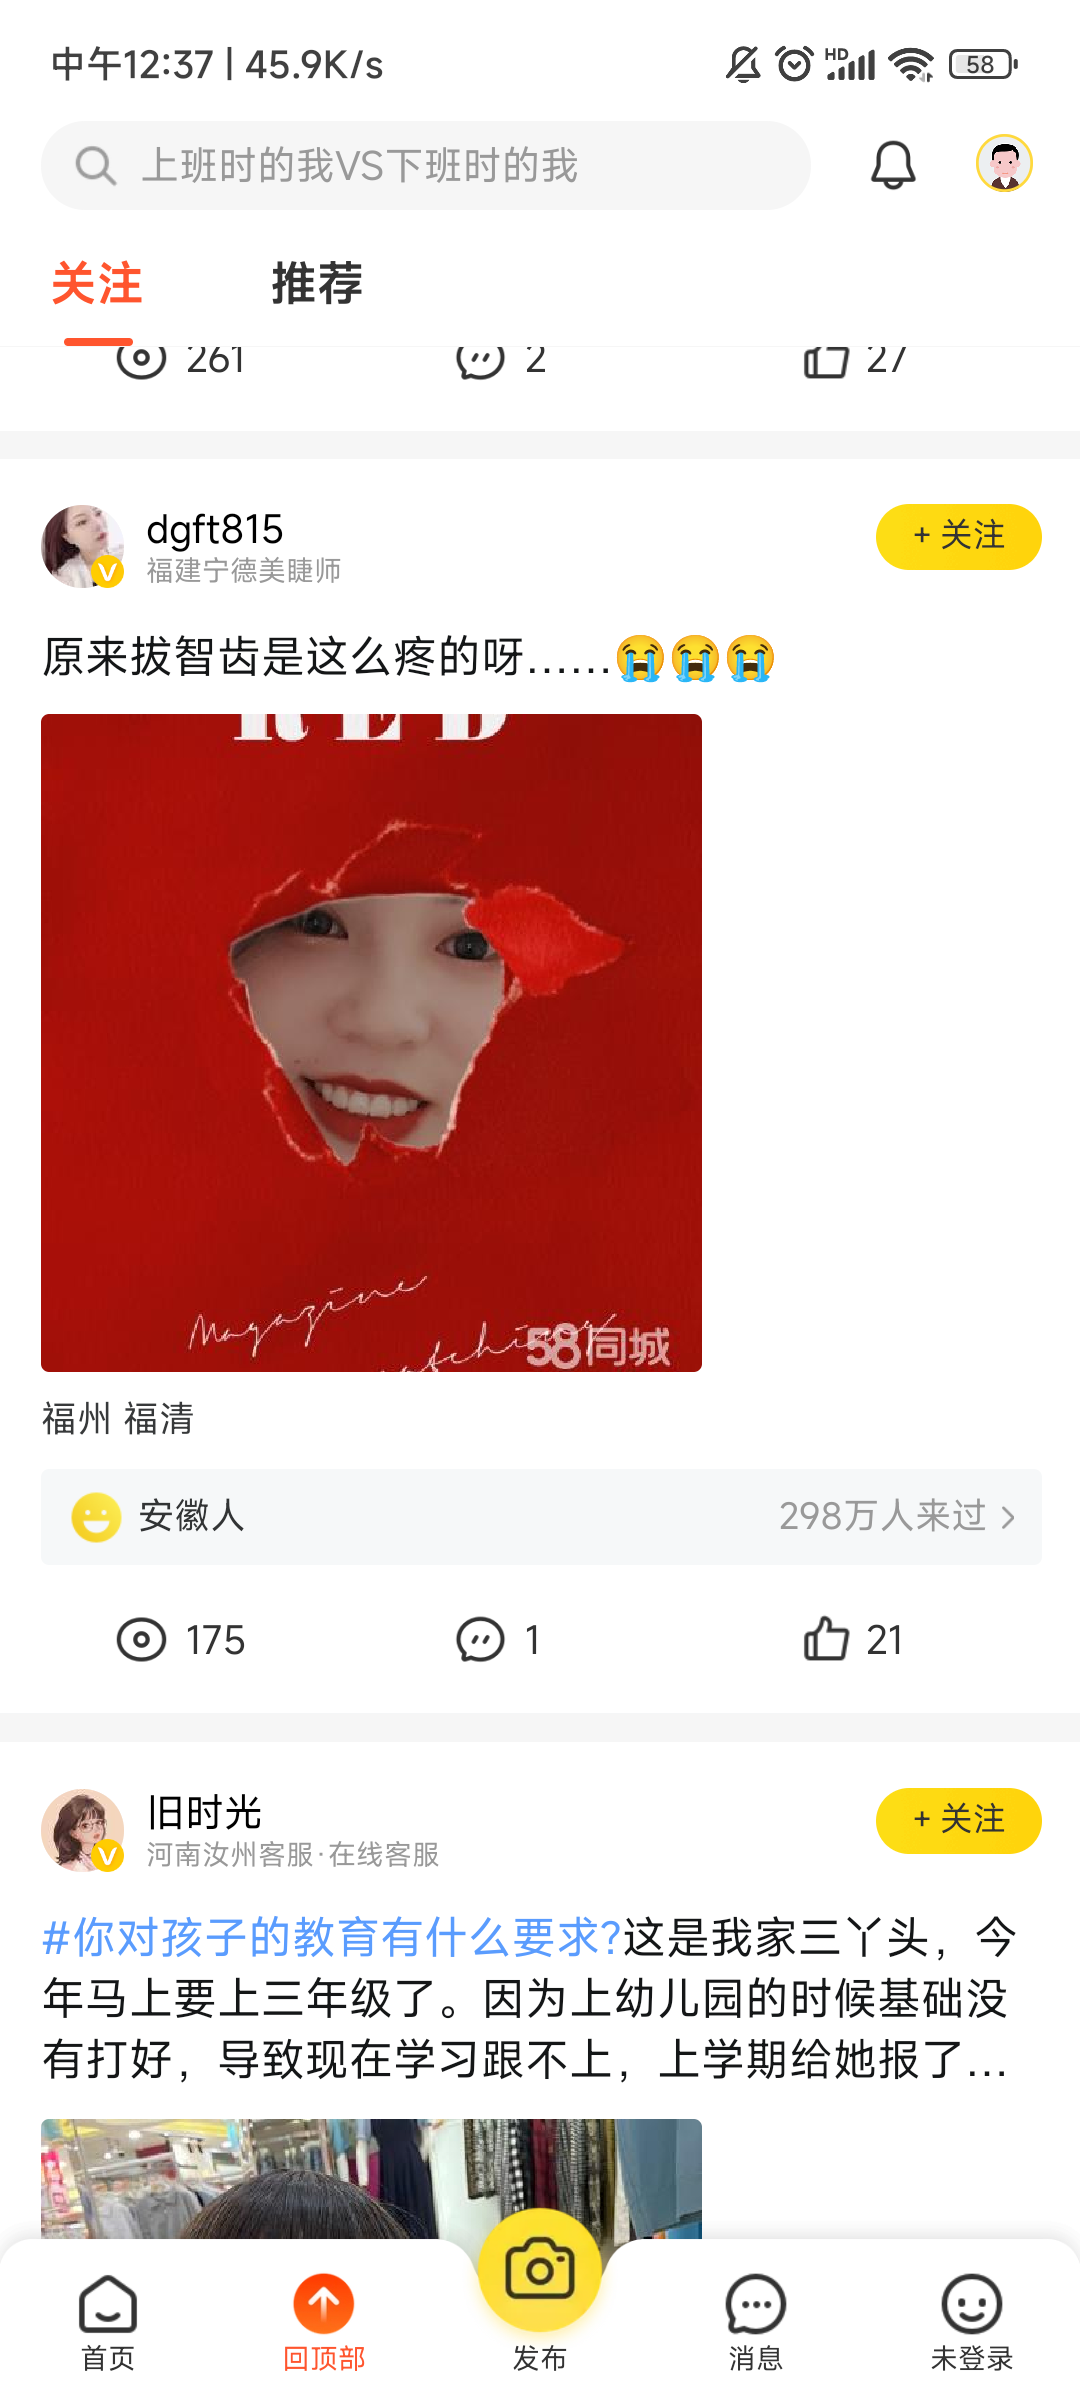 中午12:37 | 45.9K/s
HD
58
上班时的我VS下班时的我
关注 推荐
261 2 27
dgft815
福建宁德美睫师
+ 关注
原来拔智齿是这么疼的呀……😭😭😭
RED
Magazine
58同城
福州 福清
安徽人
298万人来过 >
175 1 21
旧时光
河南汝州客服·在线客服
+ 关注
#你对孩子的教育有什么要求?这是我家三丫头，今
年马上要上三年级了。因为上幼儿园的时候基础没
有打好，导致现在学习跟不上，上学期给她报了...
首页 回顶部 发布 消息 未登录